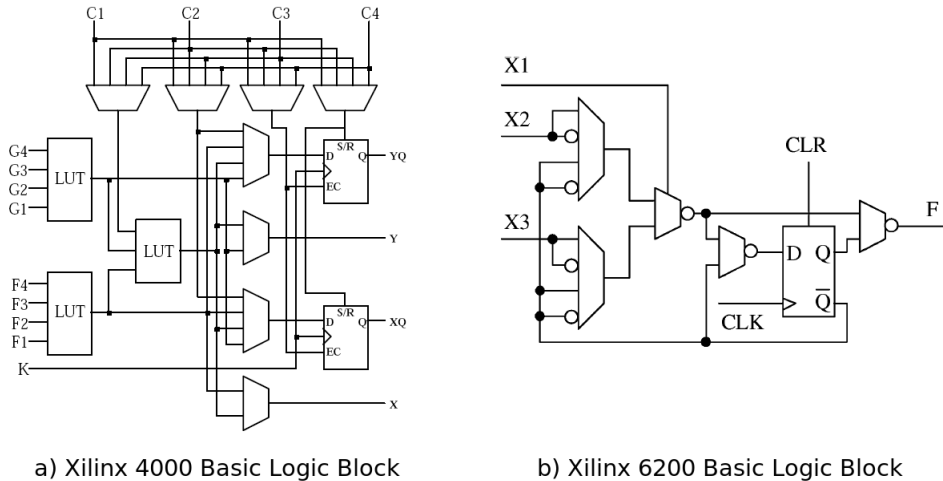 C1 C2 C3 C4
X1
X2
CLR
S/R
G4
D Q YQ
G3
LUT
G2
EC
G1
X3
F
Y
LUT
D Q
F4
S/R
Q
F3
LUT
D Q XQ
CLK
F2
F1
EC
K
X
a) Xilinx 4000 Basic Logic Block
b) Xilinx 6200 Basic Logic Block